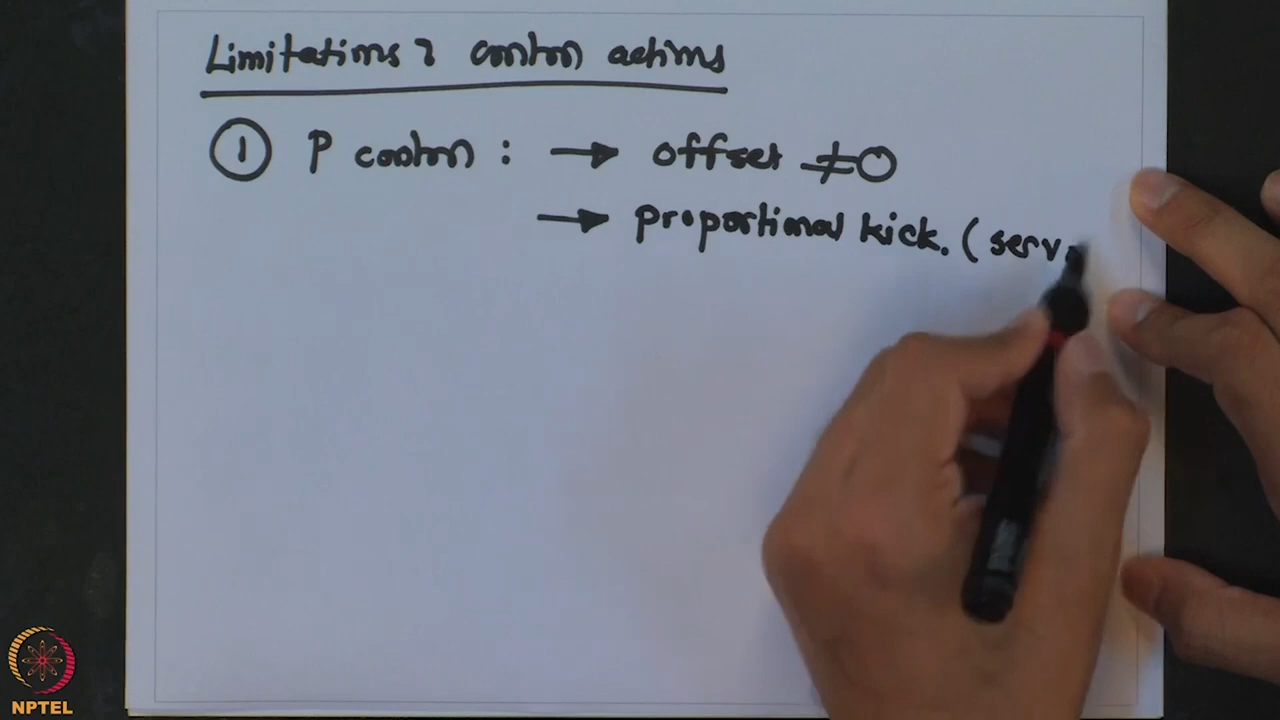 Limitations of control actions
① P control : → offset ≠0
→ proportional kick. (serv
NPTEL